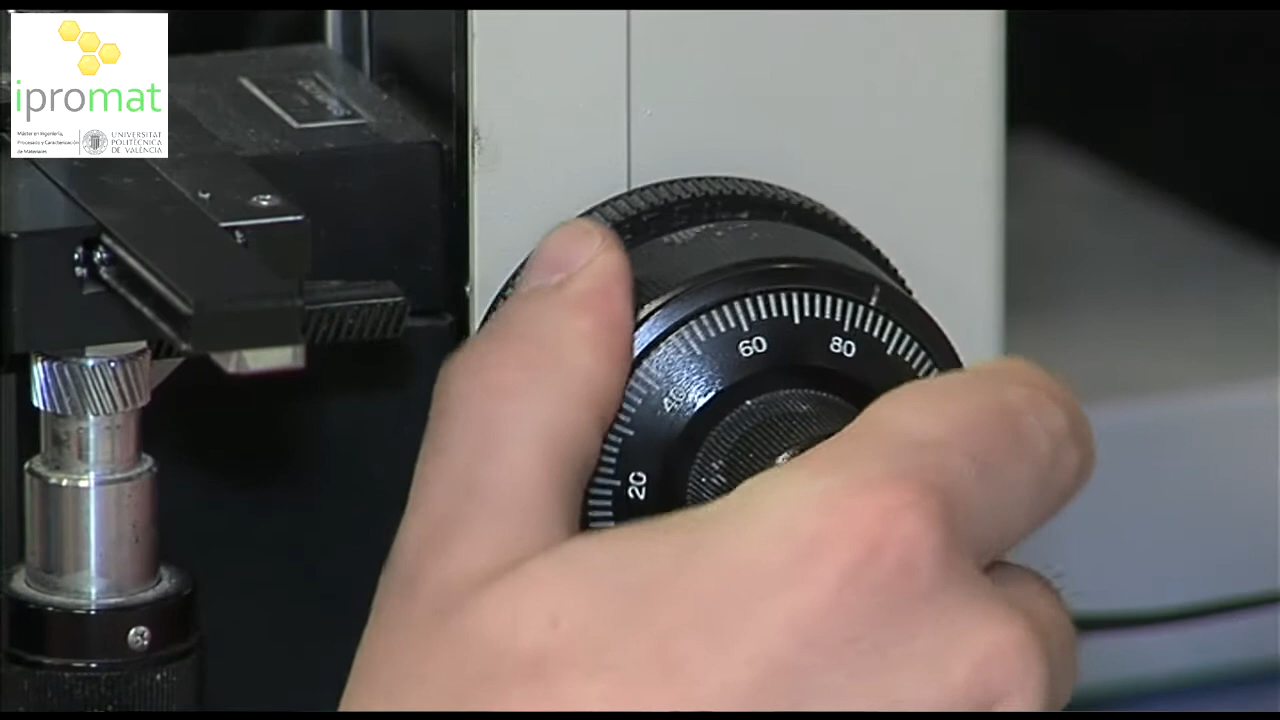 ipromat
Máster en Ingeniería,
Procesado y Caracterización
de Materiales
UNIVERSITAT
POLITÈCNICA
DE VALÈNCIA
20
40
60
80